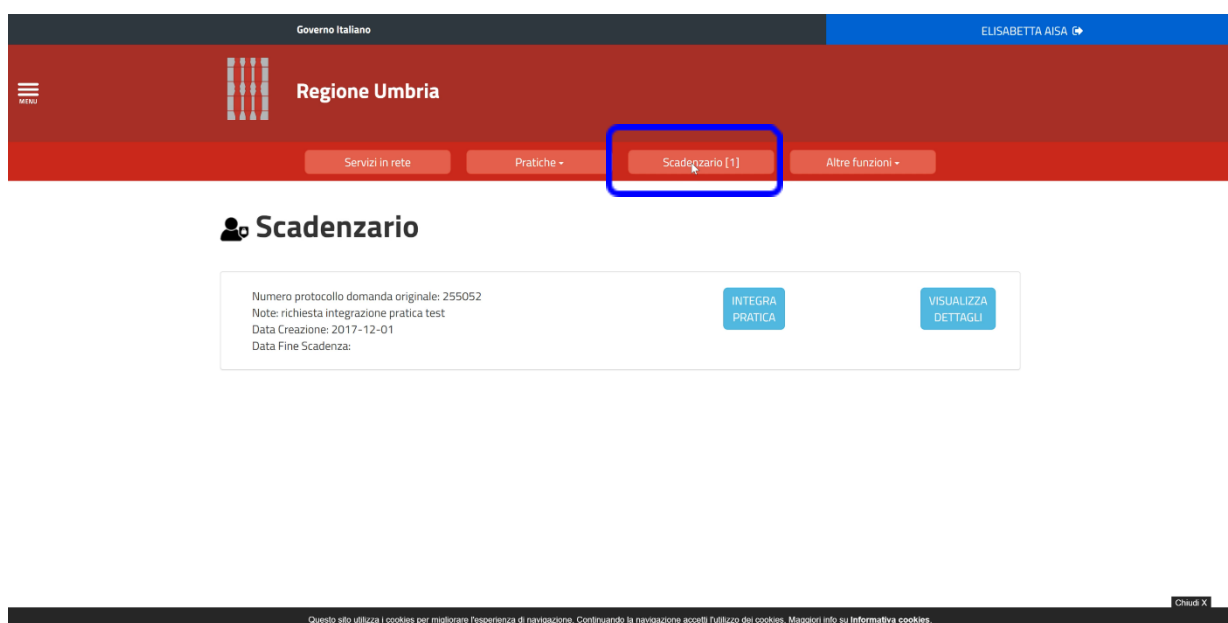 Governo Italiano
ELISABETTA AISA
MENU
Regione Umbria
Servizi in rete
Pratiche
Scadenzario [1]
Altre funzioni
Scadenzario
Numero protocollo domanda originale: 255052
Note: richiesta integrazione pratica test
Data Creazione: 2017-12-01
Data Fine Scadenza:
INTEGRA
PRATICA
VISUALIZZA
DETTAGLI
Chiudi X
Questo sito utilizza i cookies per migliorare l'esperienza di navigazione. Continuando la navigazione accetti l'utilizzo dei cookies. Maggiori info su Informativa cookies.